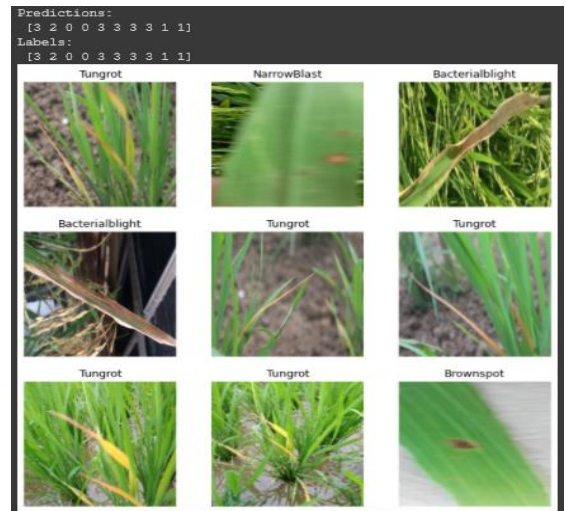 Predictions:
[3 2 0 0 3 3 3 3 1 1]
Labels:
[3 2 0 0 3 3 3 3 1 1]
Tungrot NarrowBlast Bacterialblight
Bacterialblight Tungrot Tungrot
Tungrot Tungrot Brownspot